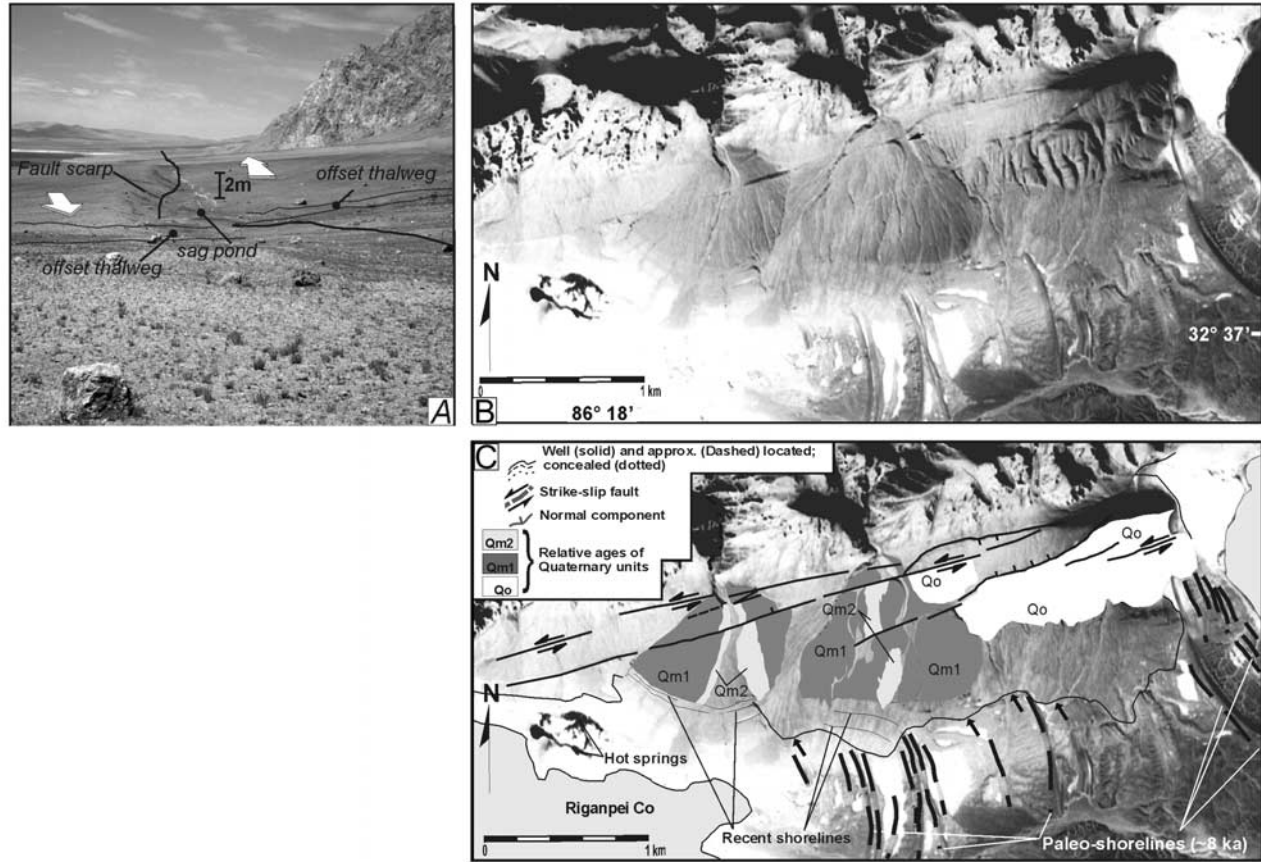 Fault scarp
offset thalweg
2m
sag pond
offset thalweg
A
N
32° 37'
0
1 km
B
86° 18'
C
Well (solid) and approx. (Dashed) located;
concealed (dotted)
Strike-slip fault
Normal component
Qm2
Qm1
Qo
Relative ages of
Quaternary units
Qo
Qo
Qo
Qm2
Qm1
Qm1
Qm1
Qm2
N
Hot springs
Riganpei Co
Recent shorelines
Paleo-shorelines (~8 ka)
0
1 km